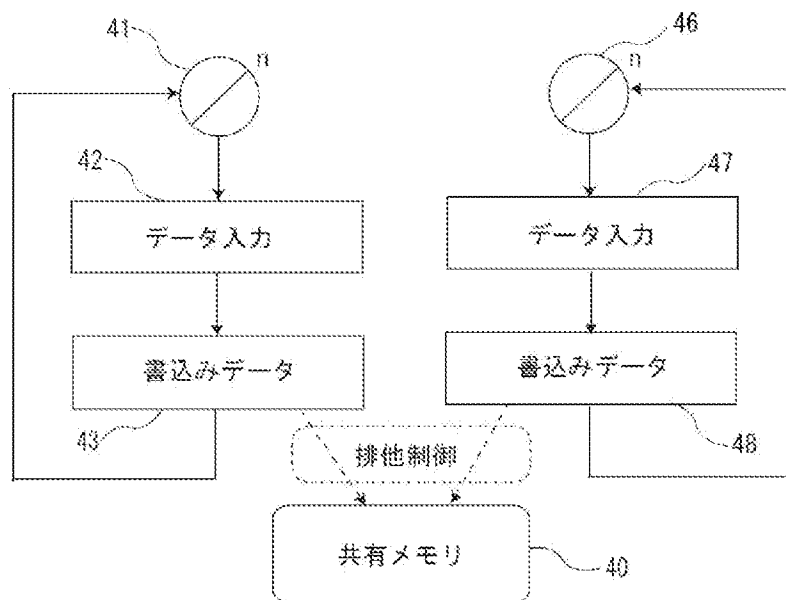 41
n
46
n
42
47
データ入力
データ入力
書込みデータ
書込みデータ
43
48
排他制御
共有メモリ
40